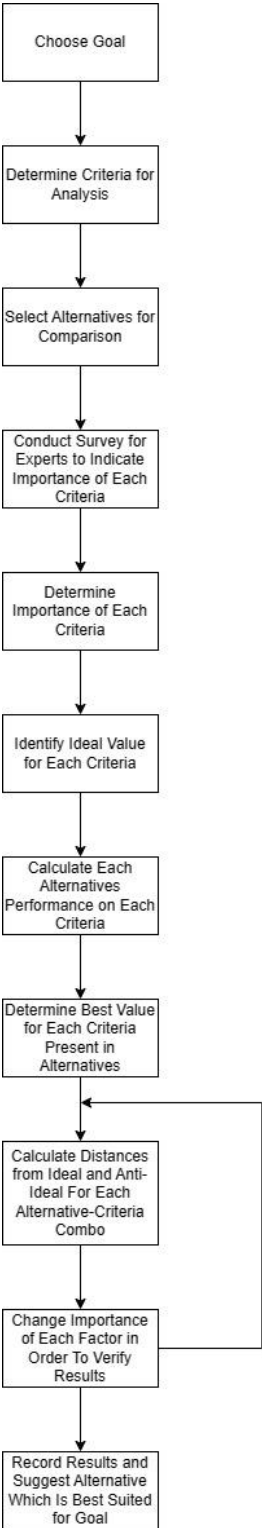 Choose Goal
Determine Criteria for
Analysis
Select Alternatives for
Comparison
Conduct Survey for
Experts to Indicate
Importance of Each
Criteria
Determine
Importance of Each
Criteria
Identify Ideal Value
for Each Criteria
Calculate Each
Alternatives
Performance on Each
Criteria
Determine Best Value
for Each Criteria
Present in
Alternatives
Calculate Distances
from Ideal and Anti-
Ideal For Each
Alternative-Criteria
Combo
Change Importance
of Each Factor in
Order To Verify
Results
Record Results and
Suggest Alternative
Which Is Best Suited
for Goal